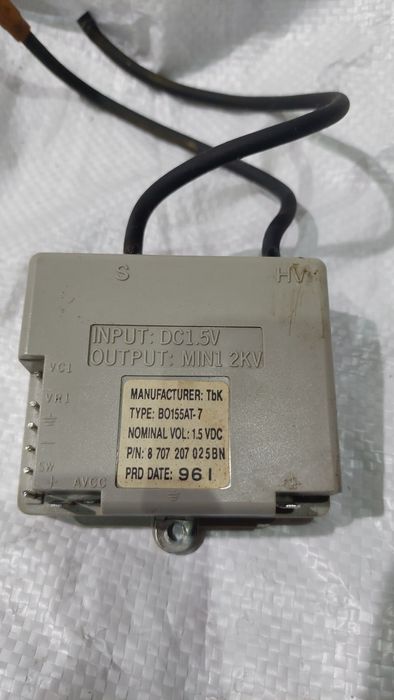 S HV
INPUT: DC1.5V
OUTPUT: MIN1 2KV
VC1
VR1
SW
+ AVCC
MANUFACTURER: TbK
TYPE: BO155AT-7
NOMINAL VOL: 1.5 VDC
P/N: 8 707 207 025BN
PRD DATE: 961